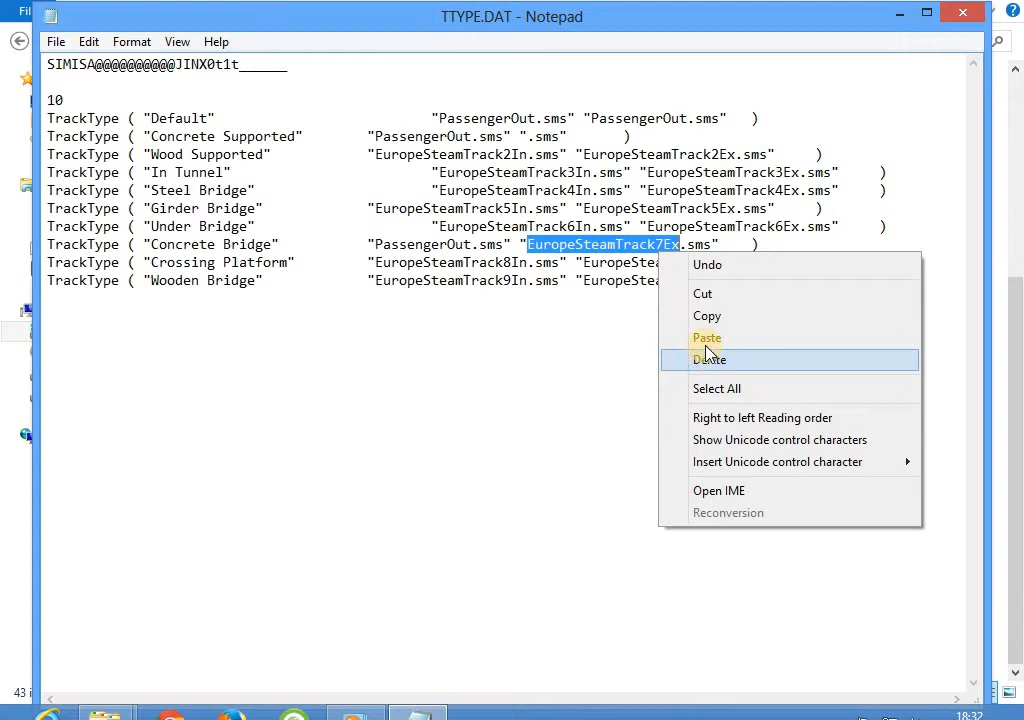 Fil
TTYPE.DAT - Notepad
File Edit Format View Help
SIMISA@@@@@@@@@@JINX0t1t______
10
TrackType ( "Default" "PassengerOut.sms" "PassengerOut.sms" )
TrackType ( "Concrete Supported" "PassengerOut.sms" ".sms" )
TrackType ( "Wood Supported" "EuropeSteamTrack2In.sms" "EuropeSteamTrack2Ex.sms" )
TrackType ( "In Tunnel" "EuropeSteamTrack3In.sms" "EuropeSteamTrack3Ex.sms" )
TrackType ( "Steel Bridge" "EuropeSteamTrack4In.sms" "EuropeSteamTrack4Ex.sms" )
TrackType ( "Girder Bridge" "EuropeSteamTrack5In.sms" "EuropeSteamTrack5Ex.sms" )
TrackType ( "Under Bridge" "EuropeSteamTrack6In.sms" "EuropeSteamTrack6Ex.sms" )
TrackType ( "Concrete Bridge" "PassengerOut.sms" "EuropeSteamTrack7Ex.sms" )
TrackType ( "Crossing Platform" "EuropeSteamTrack8In.sms" "EuropeStea
TrackType ( "Wooden Bridge" "EuropeSteamTrack9In.sms" "EuropeStea
Undo
Cut
Copy
Paste
Delete
Select All
Right to left Reading order
Show Unicode control characters
Insert Unicode control character
Open IME
Reconversion
43 i
18:32